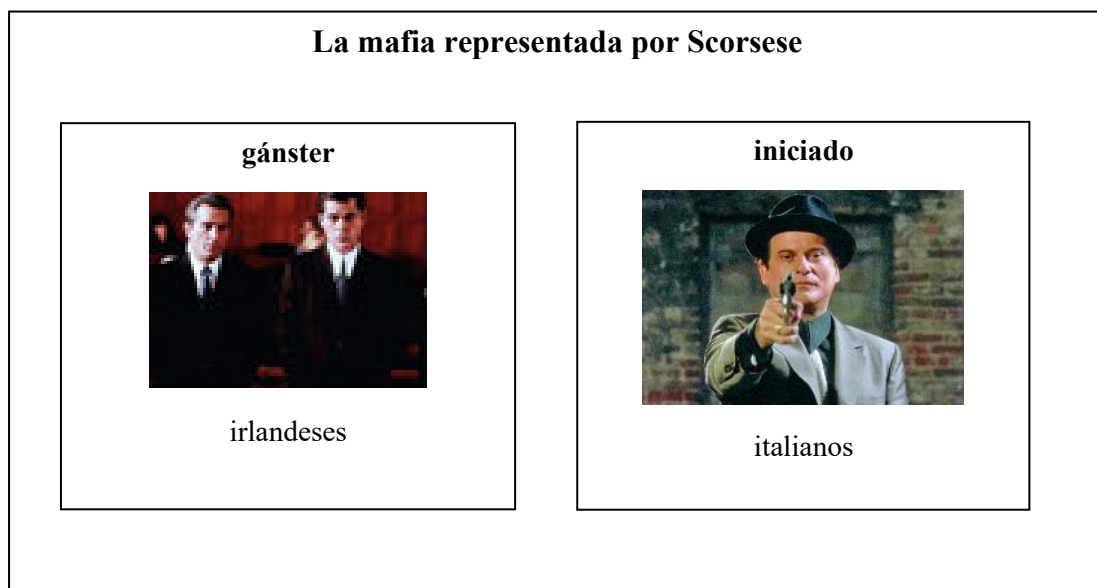 La mafia representada por Scorsese
gánster
irlandeses
iniciado
italianos